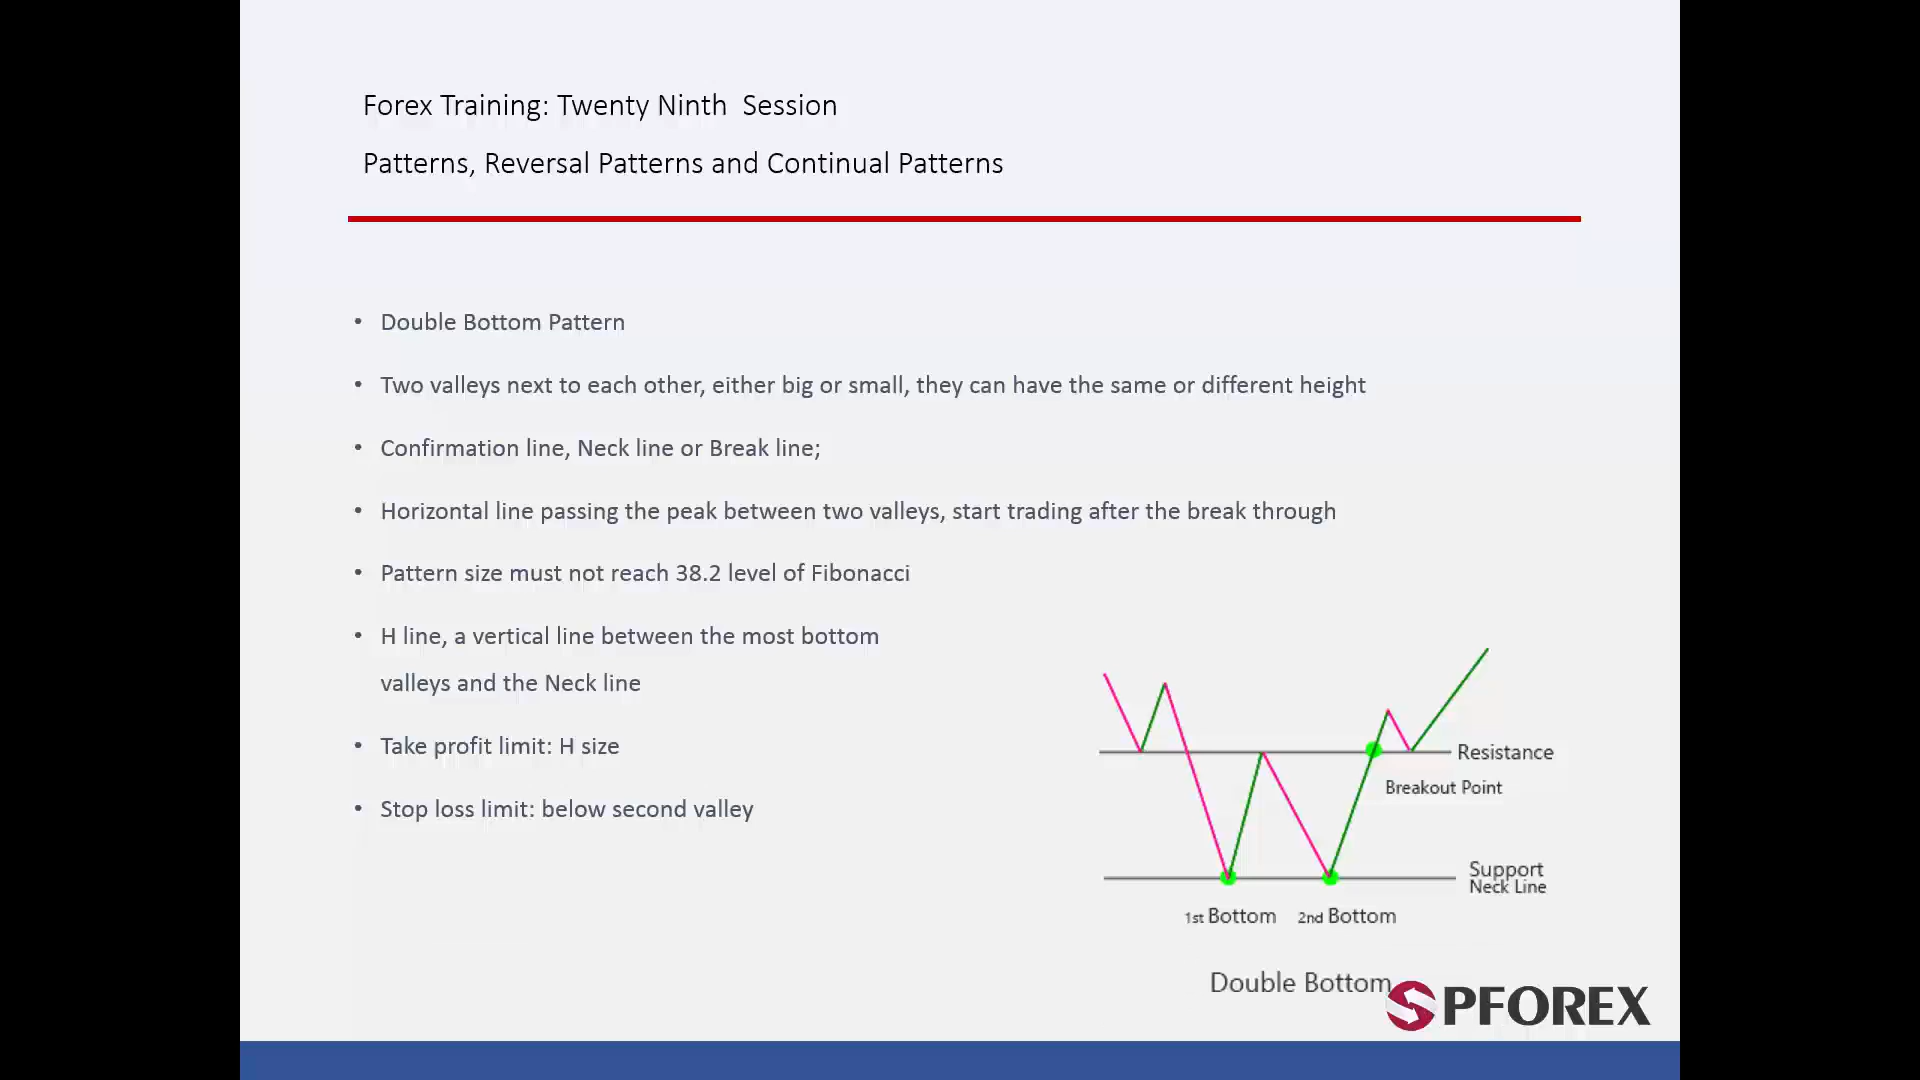 Forex Training: Twenty Ninth  Session
Patterns, Reversal Patterns and Continual Patterns
• Double Bottom Pattern
• Two valleys next to each other, either big or small, they can have the same or different height
• Confirmation line, Neck line or Break line;
• Horizontal line passing the peak between two valleys, start trading after the break through
• Pattern size must not reach 38.2 level of Fibonacci
• H line, a vertical line between the most bottom
valleys and the Neck line
• Take profit limit: H size
• Stop loss limit: below second valley
Resistance
Breakout Point
Support
Neck Line
1st Bottom
2nd Bottom
Double Bottom
SPFOREX